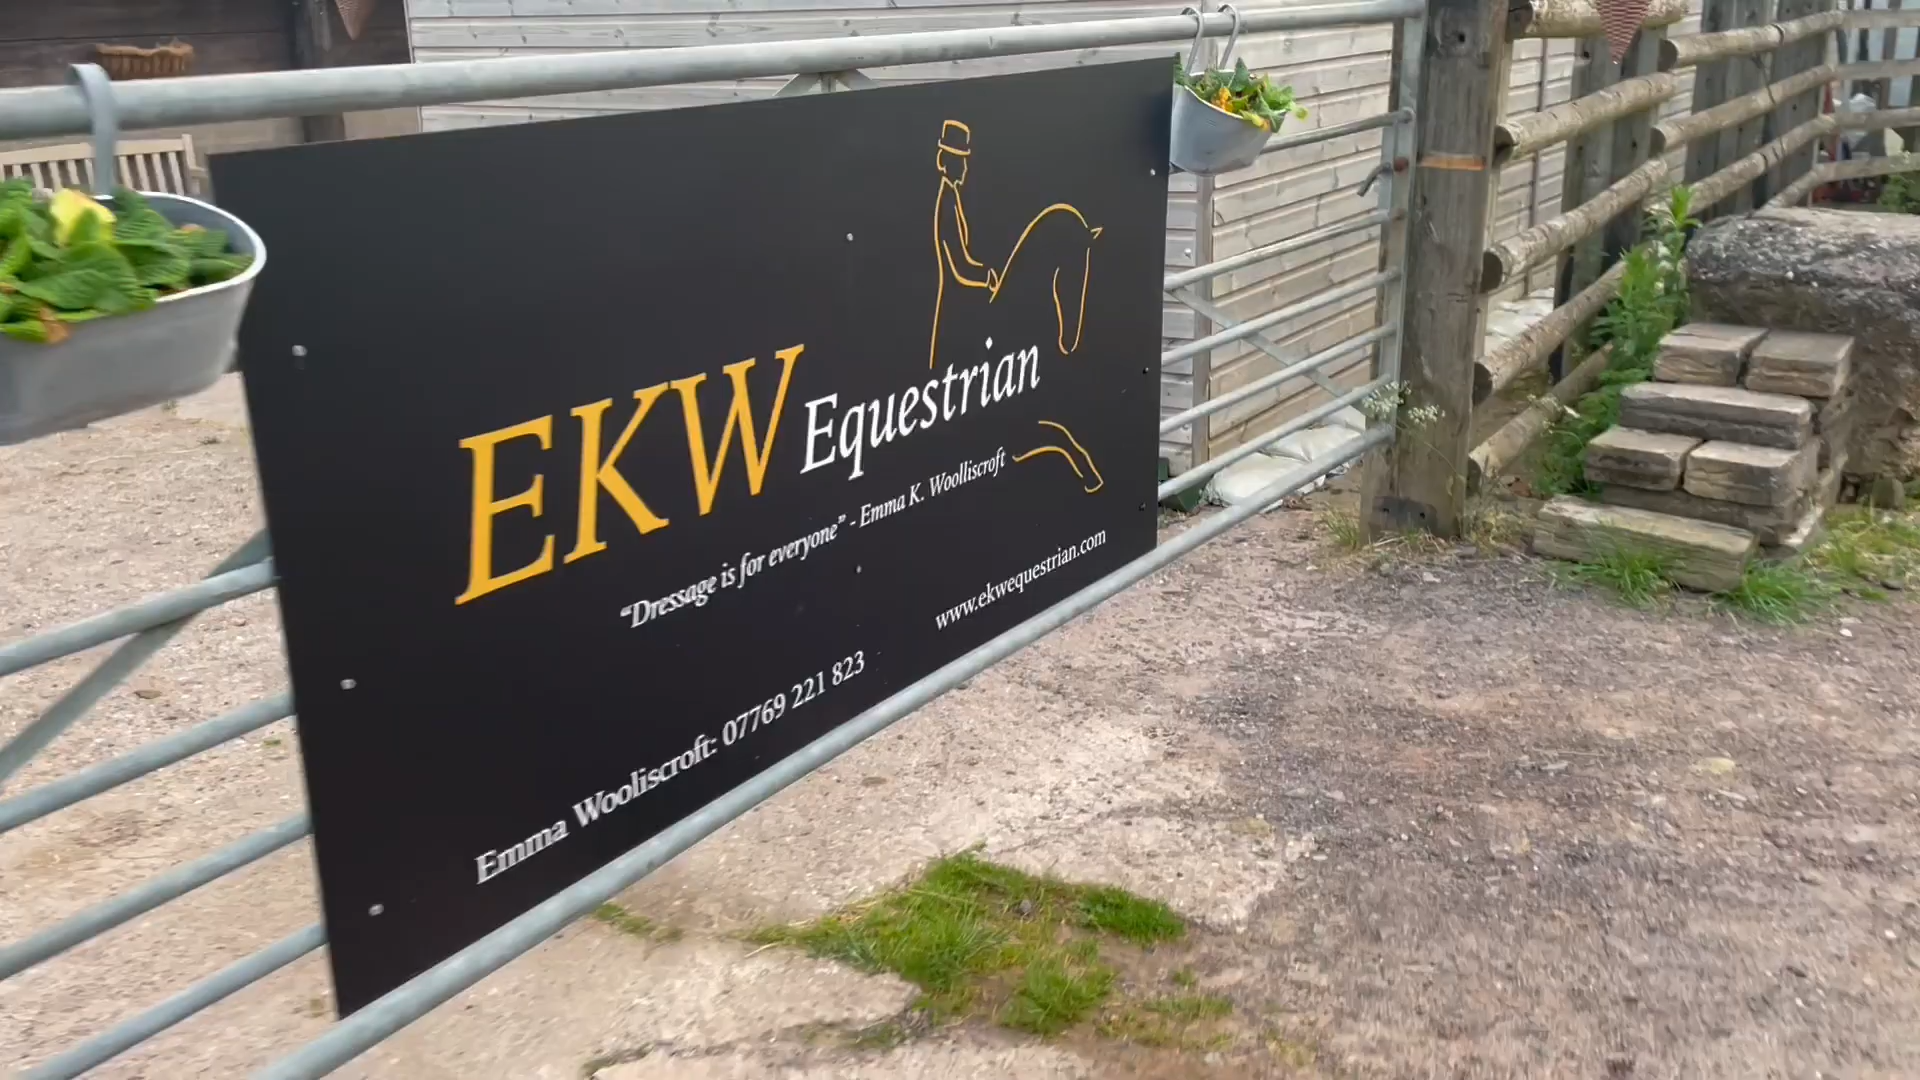 EKW Equestrian
“Dressage is for everyone” - Emma K. Woolliscroft
www.ekwequestrian.com
Emma Wooliscroft: 07769 221 823